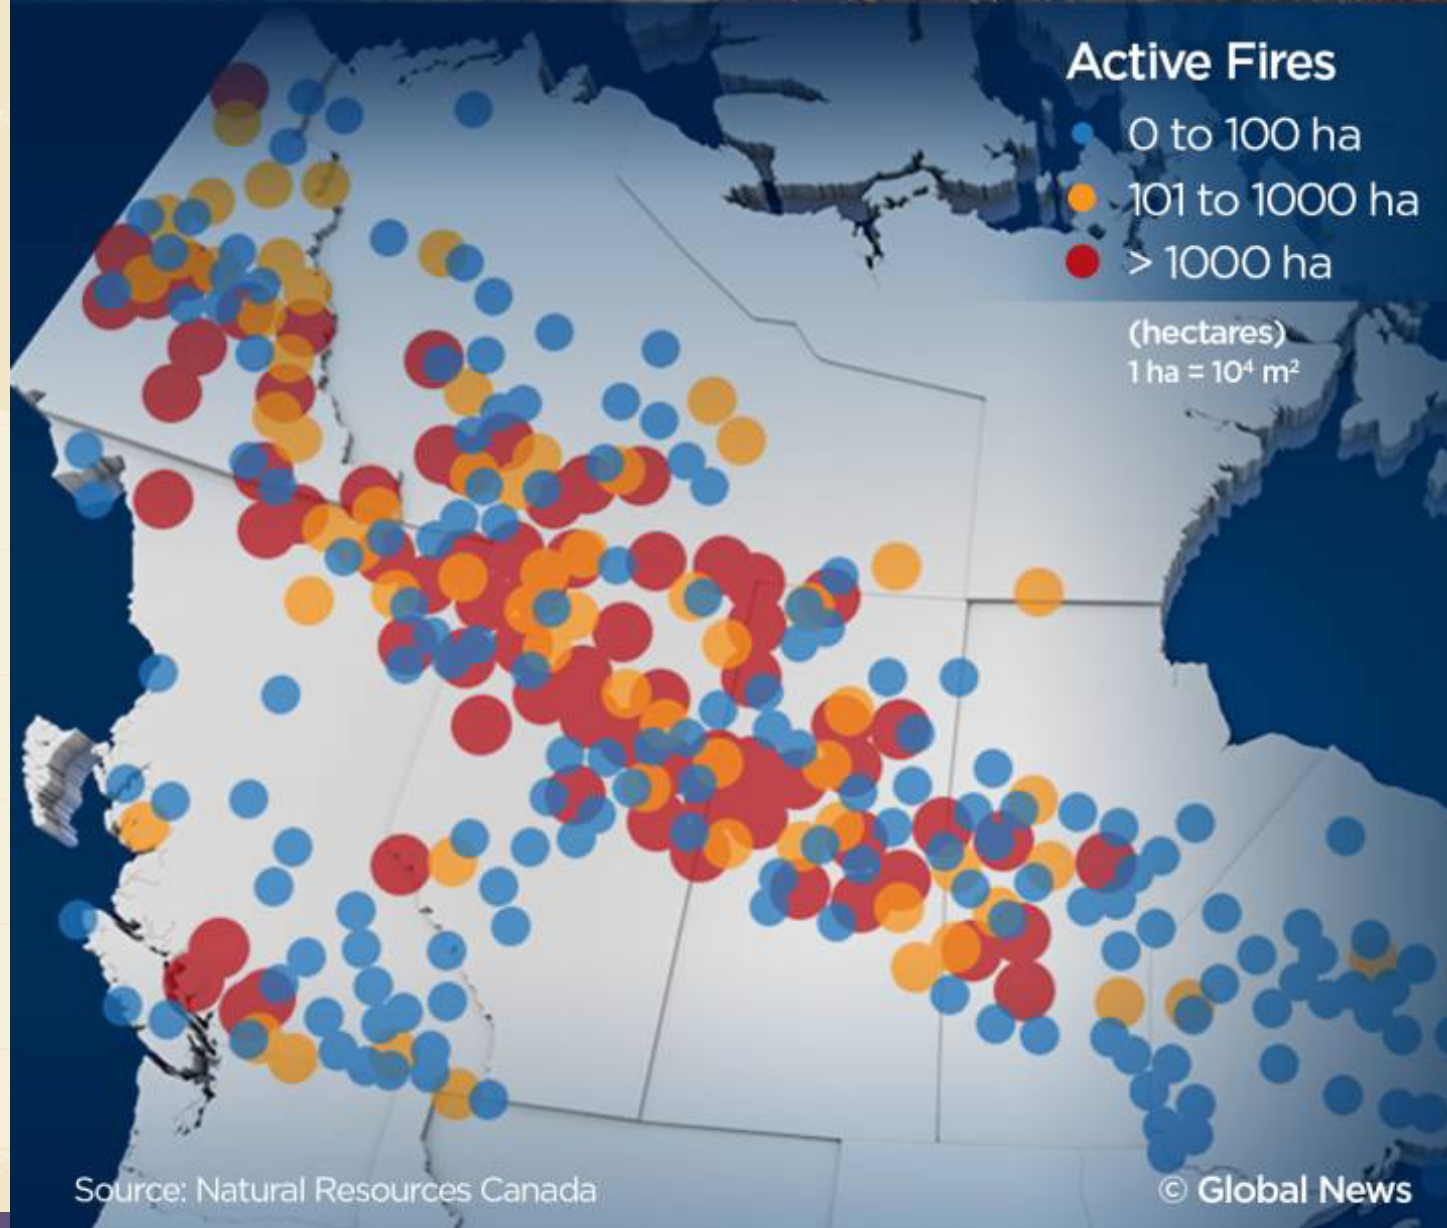 Active Fires
0 to 100 ha
101 to 1000 ha
> 1000 ha
(hectares)
1 ha = 10⁴ m²
Source: Natural Resources Canada
© Global News